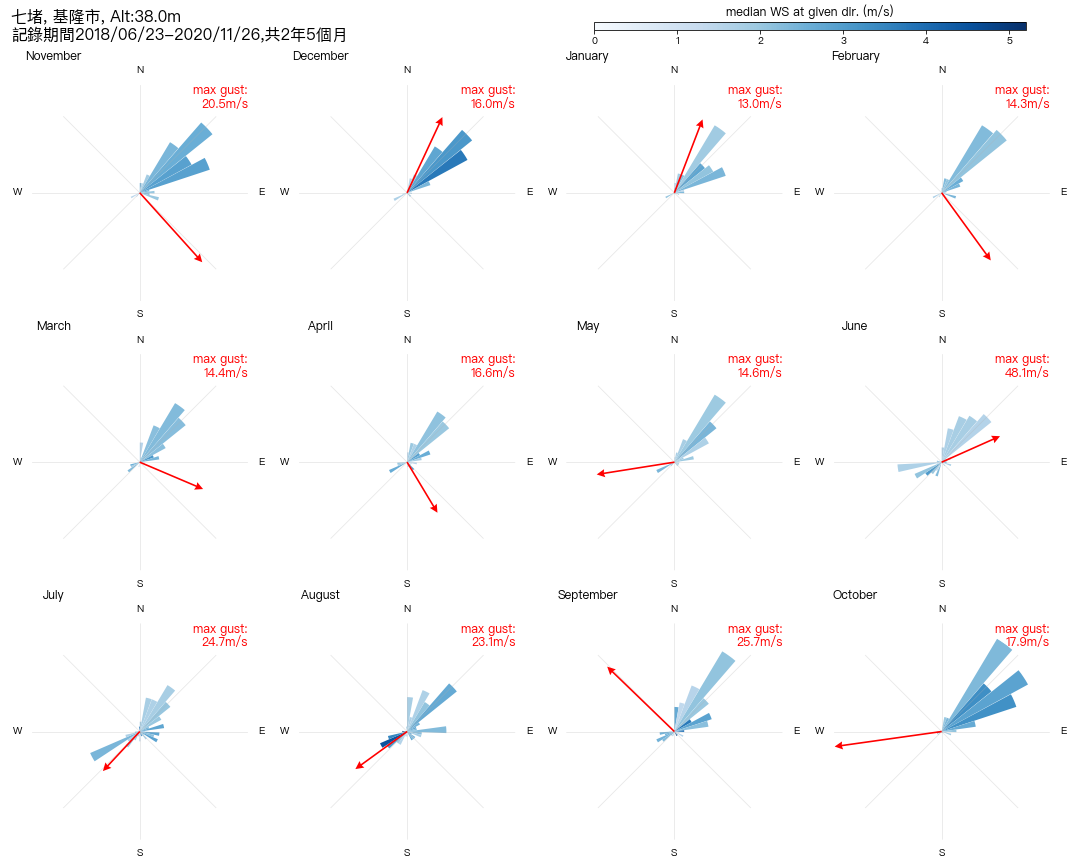 七堵, 基隆市, Alt:38.0m
記錄期間2018/06/23−2020/11/26,共2年5個月
median WS at given dir. (m/s)
0 1 2 3 4 5
November
N
max gust:
20.5m/s
W E
S
December
N
max gust:
16.0m/s
W E
S
January
N
max gust:
13.0m/s
W E
S
February
N
max gust:
14.3m/s
W E
S
March
N
max gust:
14.4m/s
W E
S
April
N
max gust:
16.6m/s
W E
S
May
N
max gust:
14.6m/s
W E
S
June
N
max gust:
48.1m/s
W E
S
July
N
max gust:
24.7m/s
W E
S
August
N
max gust:
23.1m/s
W E
S
September
N
max gust:
25.7m/s
W E
S
October
N
max gust:
17.9m/s
W E
S